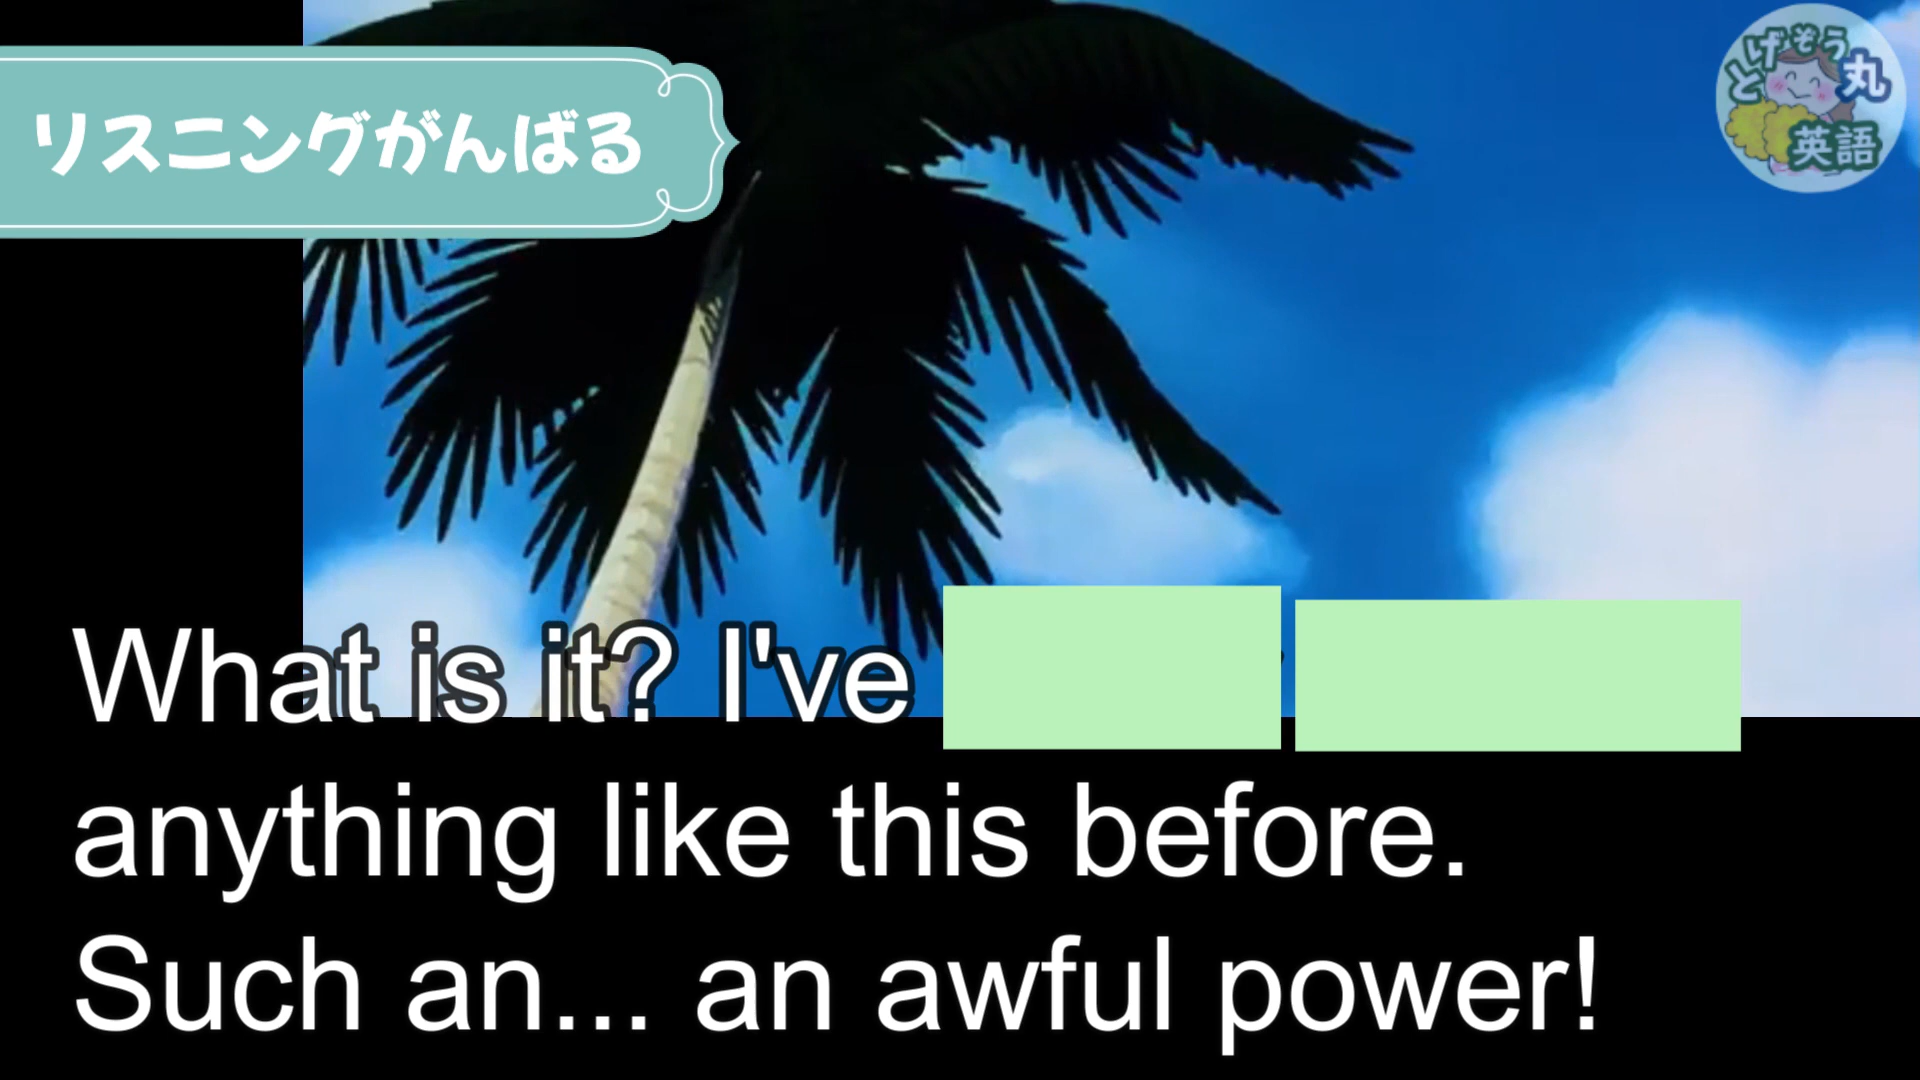 リスニングがんばる
とげぞう丸
英語
What is it? I've
anything like this before.
Such an... an awful power!